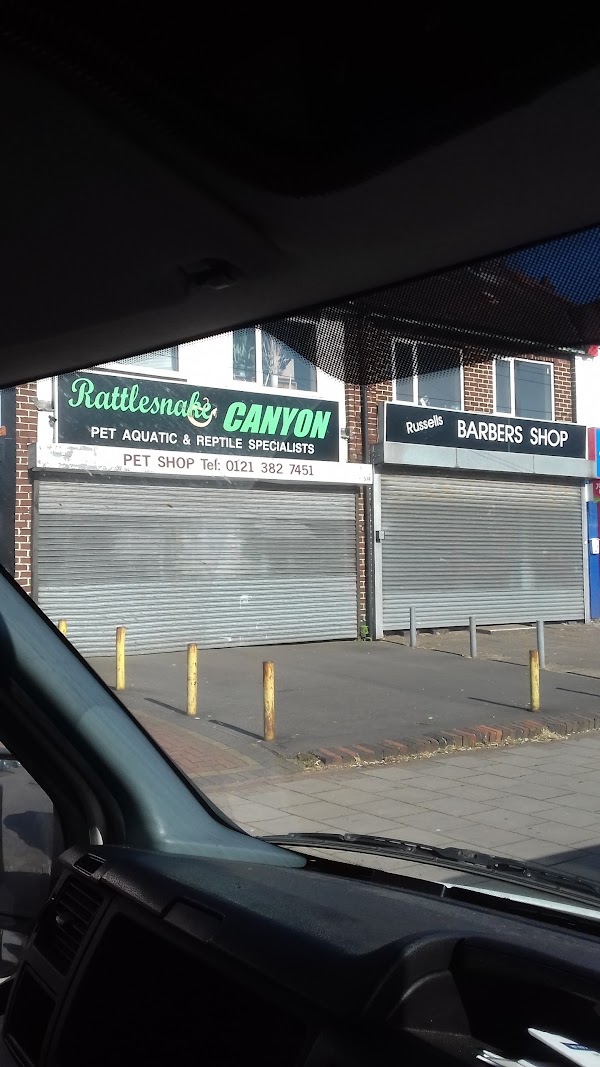 Rattlesnake CANYON
PET AQUATIC & REPTILE SPECIALISTS
PET SHOP Tel: 0121 382 7451
Russells BARBERS SHOP